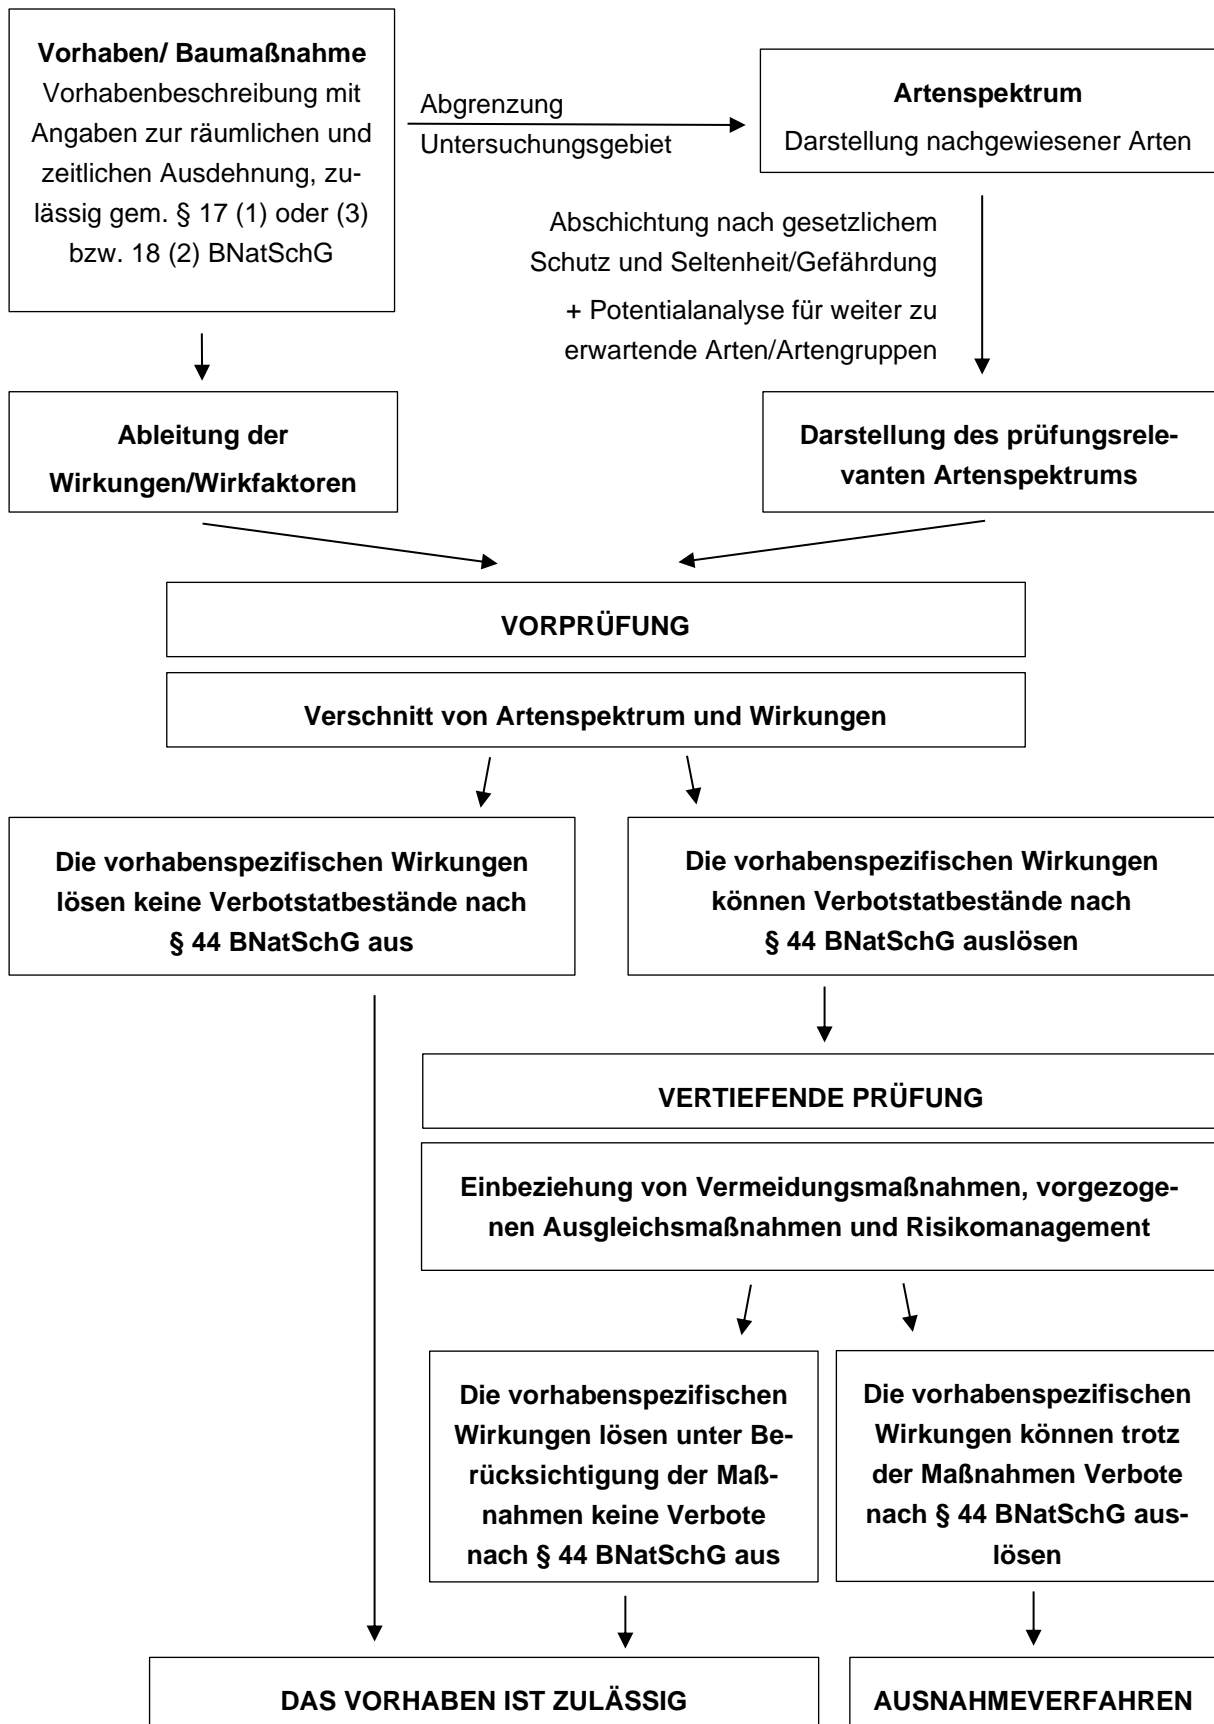 Vorhaben/ Baumaßnahme
Vorhabenbeschreibung mit
Angaben zur räumlichen und
zeitlichen Ausdehnung, zu-
lässig gem. § 17 (1) oder (3)
bzw. 18 (2) BNatSchG
Abgrenzung
Untersuchungsgebiet
Artenspektrum
Darstellung nachgewiesener Arten
Abschichtung nach gesetzlichem
Schutz und Seltenheit/Gefährdung
+ Potentialanalyse für weiter zu
erwartende Arten/Artengruppen
Ableitung der
Wirkungen/Wirkfaktoren
Darstellung des prüfungsrele-
vanten Artenspektrums
VORPRÜFUNG
Verschnitt von Artenspektrum und Wirkungen
Die vorhabenspezifischen Wirkungen
lösen keine Verbotstatbestände nach
§ 44 BNatSchG aus
Die vorhabenspezifischen Wirkungen
können Verbotstatbestände nach
§ 44 BNatSchG auslösen
VERTIEFENDE PRÜFUNG
Einbeziehung von Vermeidungsmaßnahmen, vorgezoge-
nen Ausgleichsmaßnahmen und Risikomanagement
Die vorhabenspezifischen
Wirkungen lösen unter Be-
rücksichtigung der Maß-
nahmen keine Verbote
nach § 44 BNatSchG aus
Die vorhabenspezifischen
Wirkungen können trotz
der Maßnahmen Verbote
nach § 44 BNatSchG aus-
lösen
DAS VORHABEN IST ZULÄSSIG
AUSNAHMEVERFAHREN